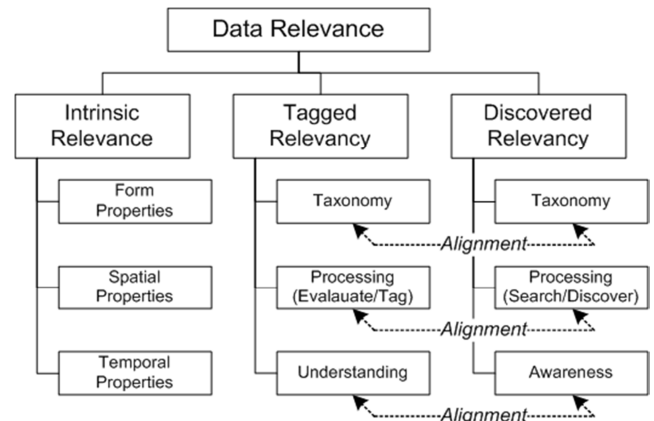 Data Relevance
Intrinsic
Relevance
Tagged
Relevancy
Discovered
Relevancy
Form
Properties
Taxonomy
Taxonomy
Alignment
Spatial
Properties
Processing
(Evalauate/Tag)
Processing
(Search/Discover)
Alignment
Temporal
Properties
Understanding
Awareness
Alignment